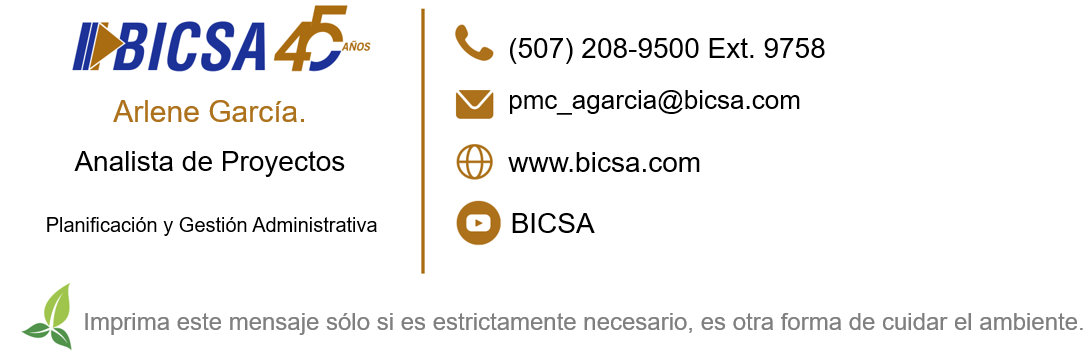 BICSA 45 AÑOS
Arlene García.
Analista de Proyectos
Planificación y Gestión Administrativa
(507) 208-9500 Ext. 9758
pmc_agarcia@bicsa.com
www.bicsa.com
BICSA
Imprima este mensaje sólo si es estrictamente necesario, es otra forma de cuidar el ambiente.